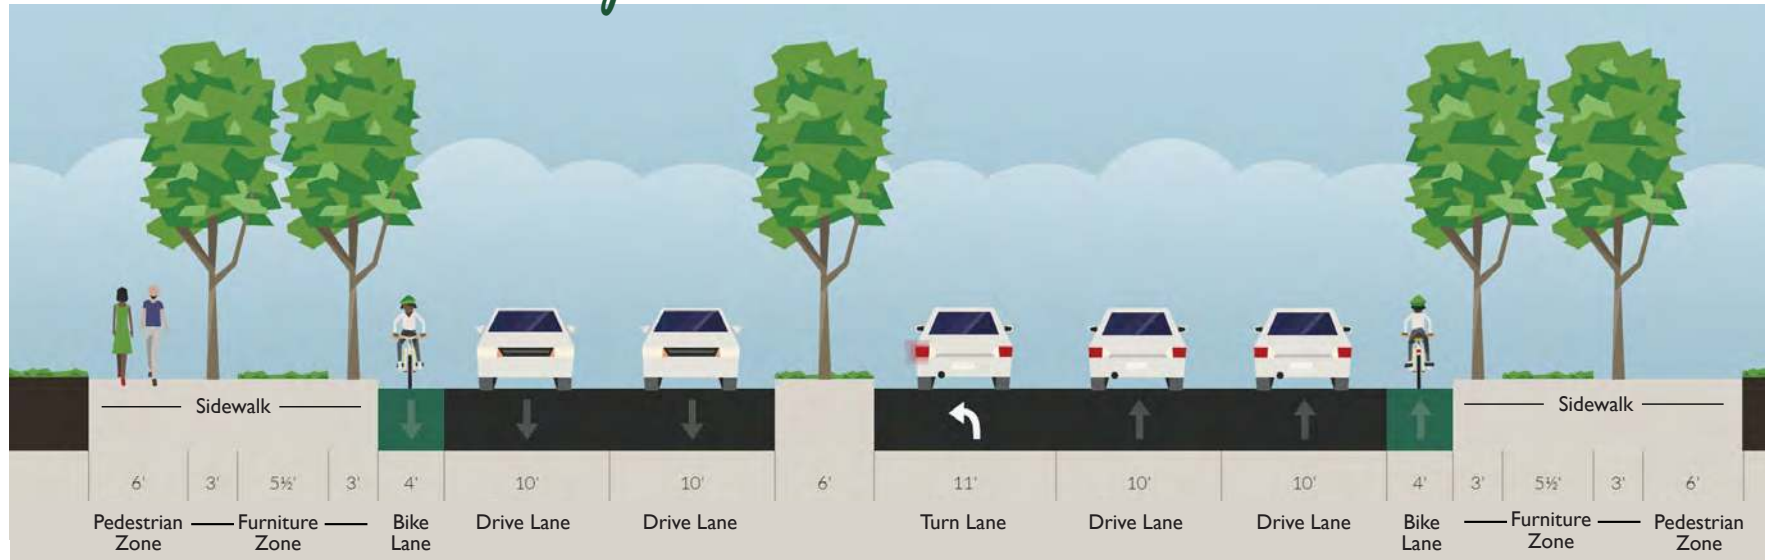 Sidewalk
Sidewalk
6'
3'
5½'
3'
4'
10'
10'
6'
11'
10'
10'
4'
3'
5½'
3'
6'
Pedestrian
Zone
Furniture
Zone
Bike
Lane
Drive Lane
Drive Lane
Turn Lane
Drive Lane
Drive Lane
Bike
Lane
Furniture
Zone
Pedestrian
Zone